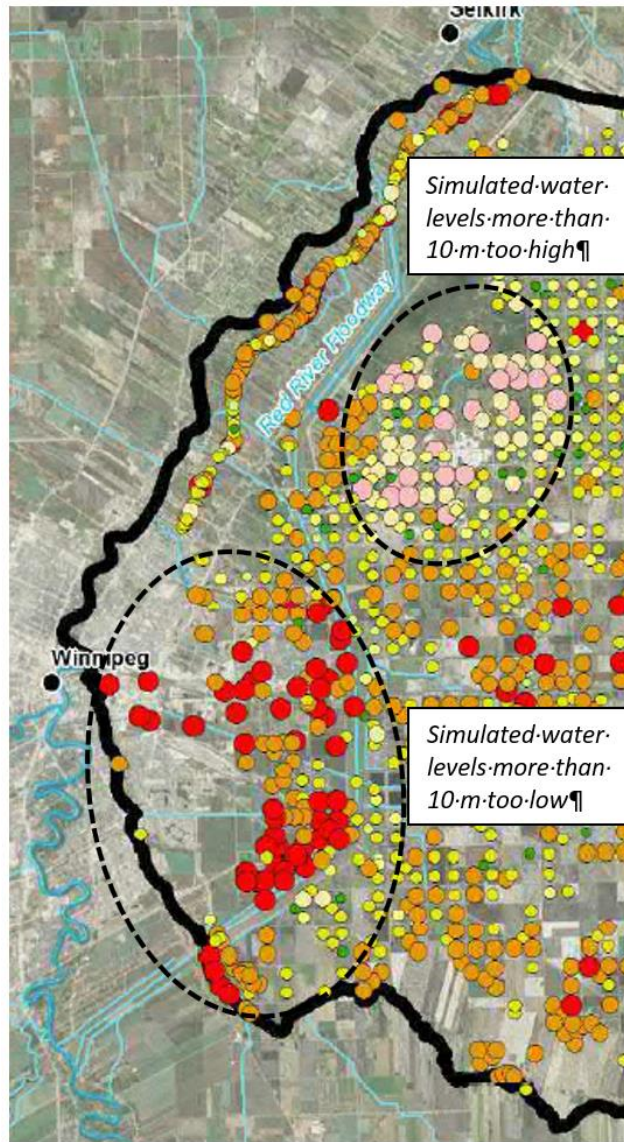 Selkirk
Simulated·water·
levels·more·than·
10·m·too·high¶
Red River Floodway
Winnipeg
Simulated·water·
levels·more·than·
10·m·too·low¶